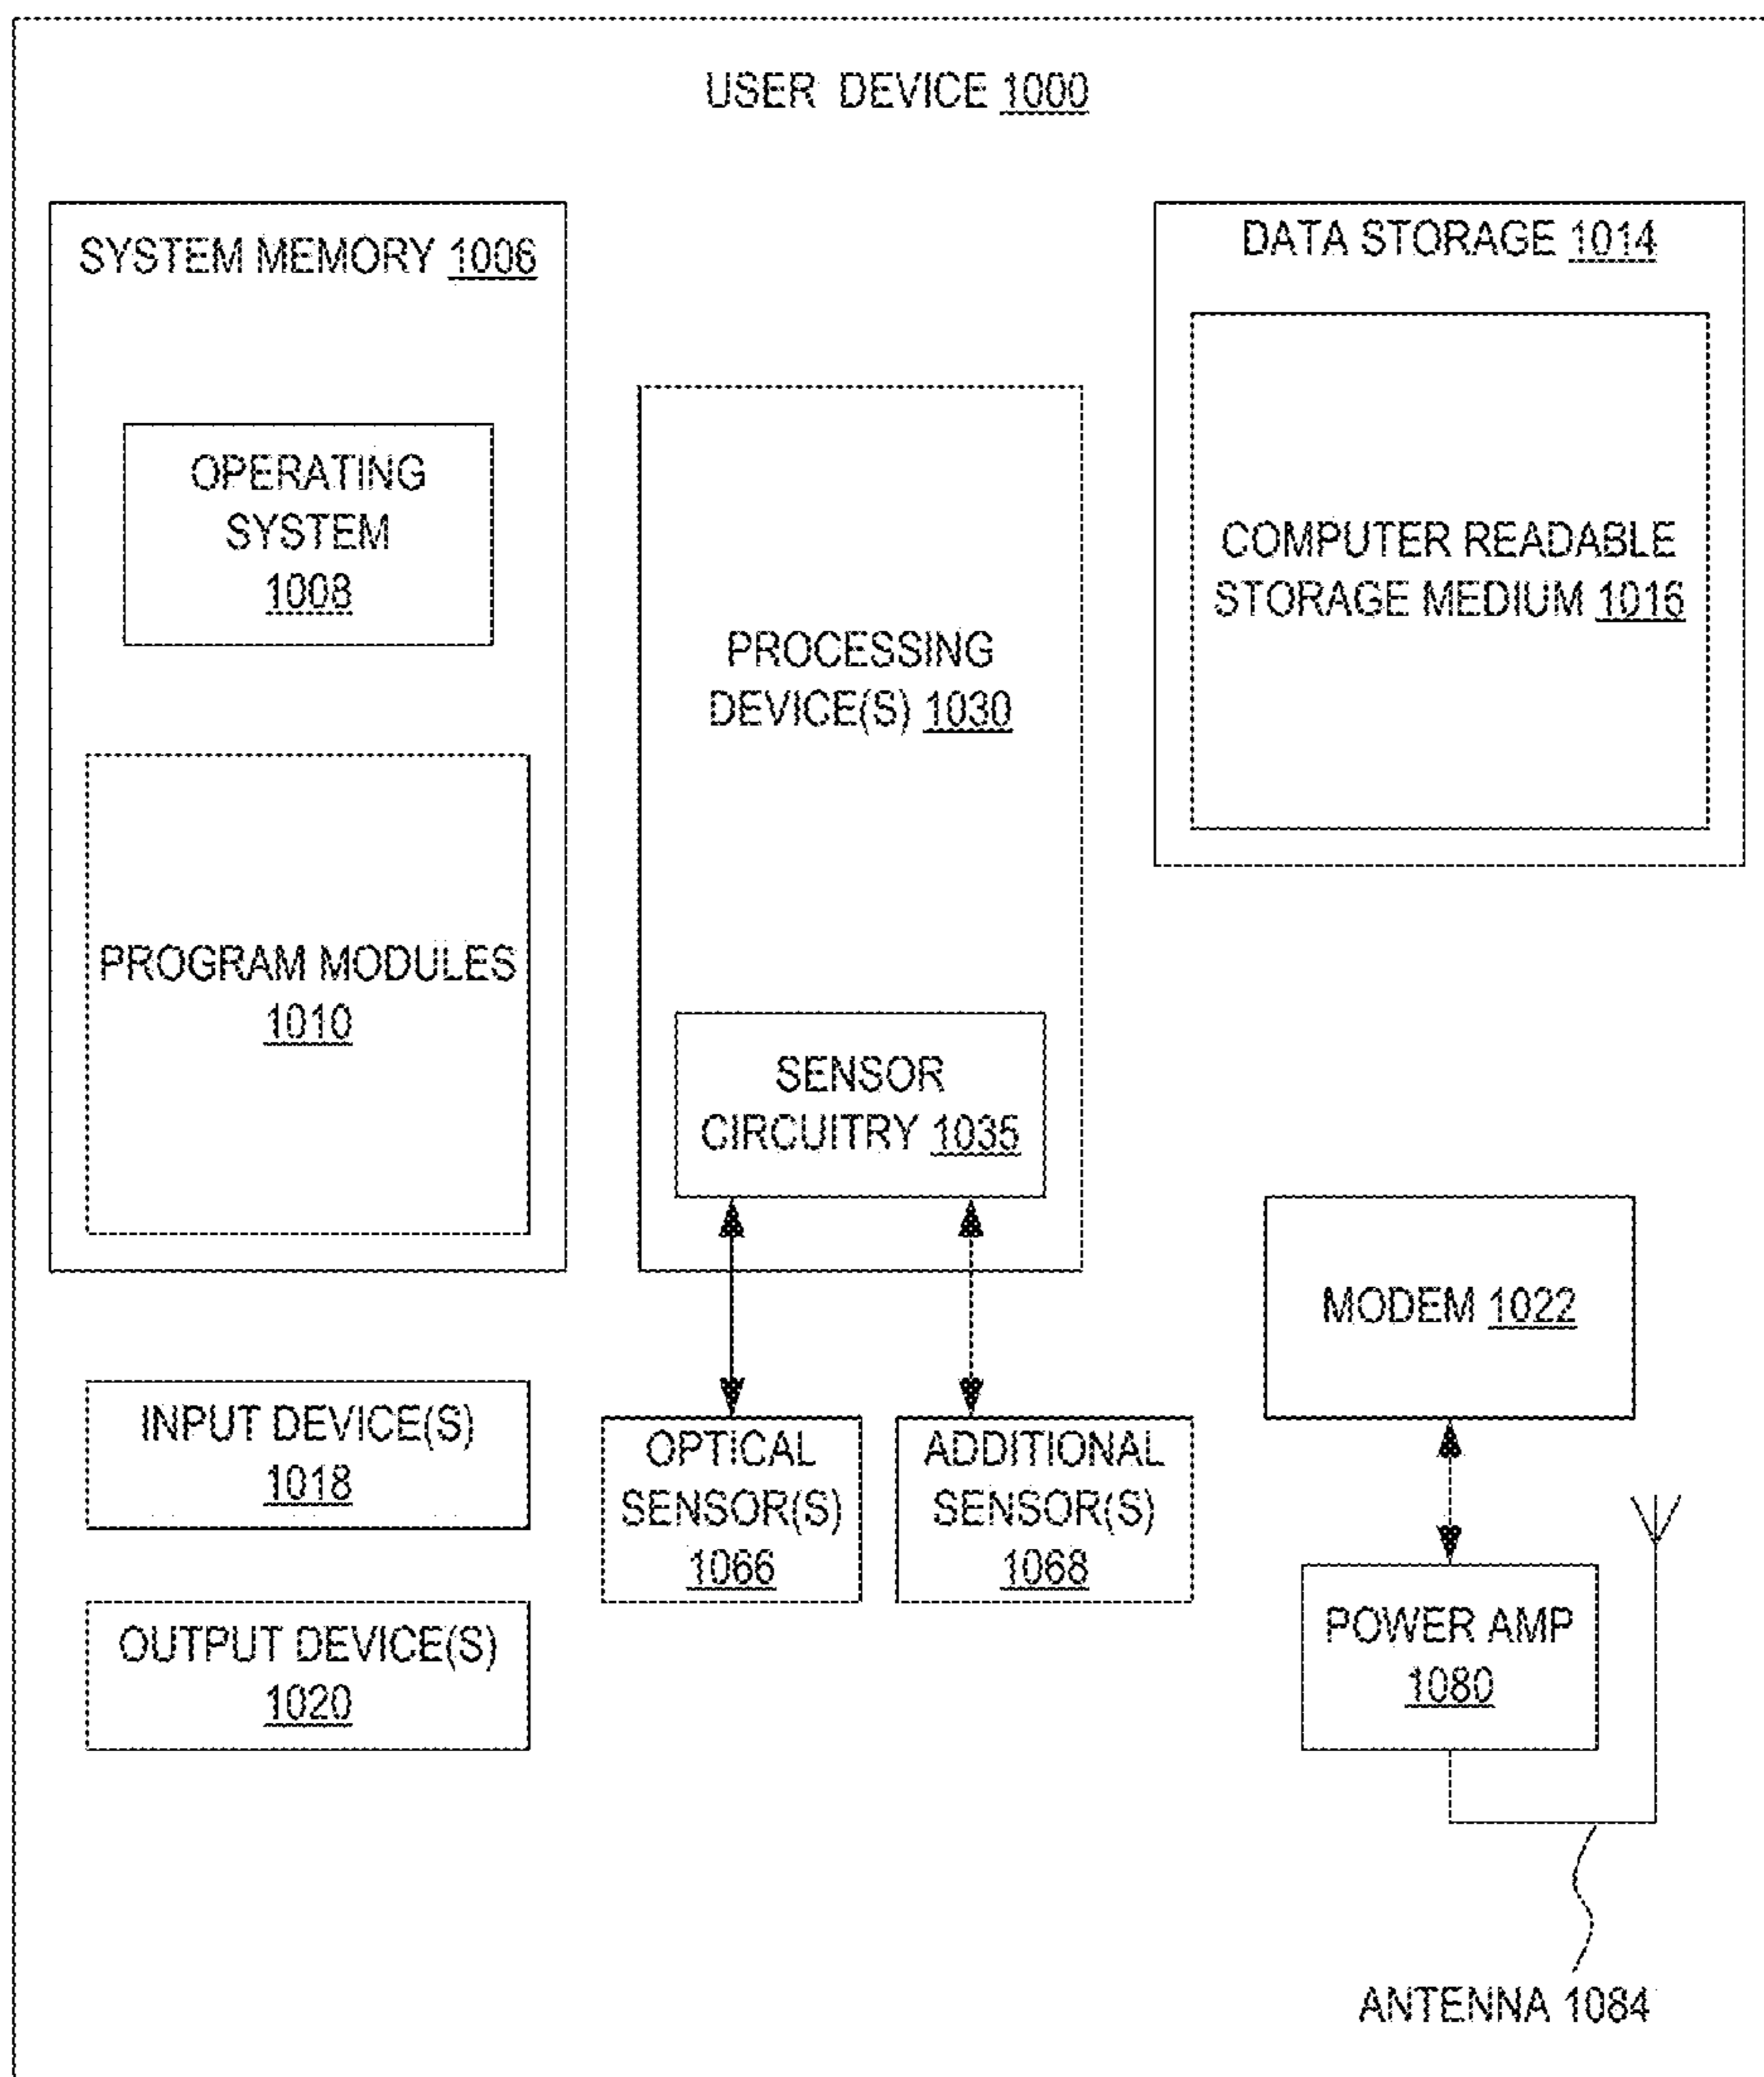 USER DEVICE 1000
SYSTEM MEMORY 1006
OPERATING
SYSTEM
1008
PROGRAM MODULES
1010
INPUT DEVICE(S)
1018
OUTPUT DEVICE(S)
1020
PROCESSING
DEVICE(S) 1030
SENSOR
CIRCUITRY 1035
OPTICAL
SENSOR(S)
1066
ADDITIONAL
SENSOR(S)
1068
DATA STORAGE 1014
COMPUTER READABLE
STORAGE MEDIUM 1016
MODEM 1022
POWER AMP
1080
ANTENNA 1084